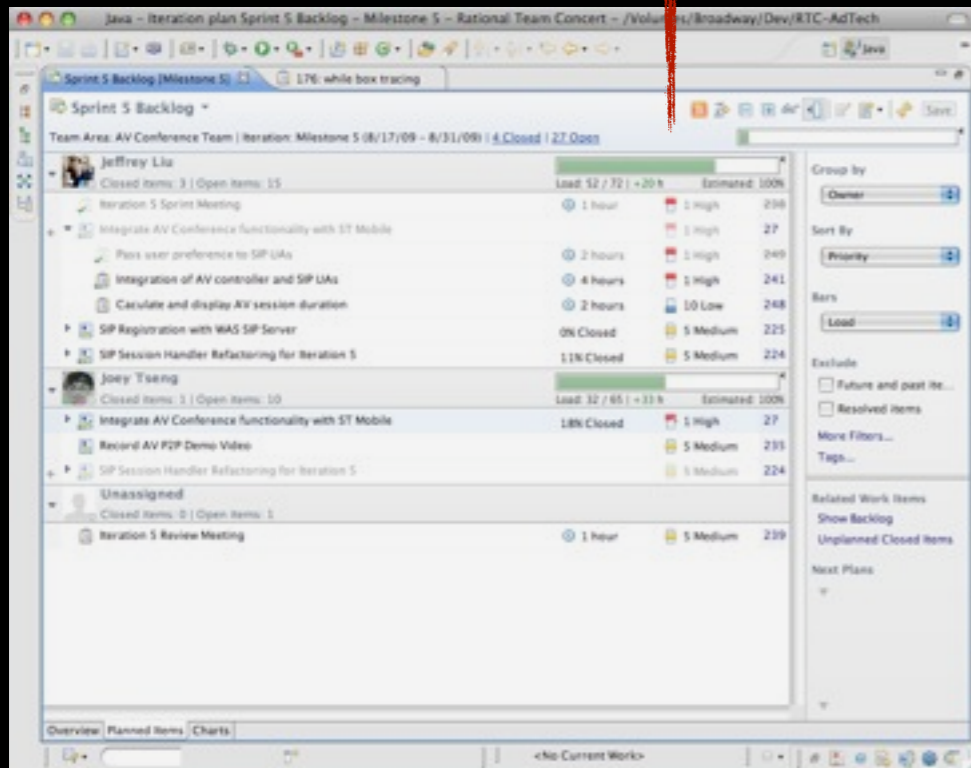 Java – Iteration plan Sprint 5 Backlog – Milestone 5 – Rational Team Concert – /Volumes/Broadway/Dev/RTC-AdTech
Java
Sprint 5 Backlog [Milestone 5] 176: while box tracing
Sprint 5 Backlog
Save
Team Area: AV Conference Team | Iteration: Milestone 5 (8/17/09 – 8/31/09) | 4 Closed | 27 Open
Jeffrey Liu
Closed items: 3 | Open items: 15 Load: 52 / 72 | +20 h Estimated: 100%
Iteration 5 Sprint Meeting 1 hour 1 High 238
Integrate AV Conference functionality with ST Mobile 1 High 27
Pass user preference to SIP UAs 2 hours 1 High 240
Integration of AV controller and SIP UAs 4 hours 1 High 241
Caculate and display AV session duration 2 hours 10 Low 248
SIP Registration with WAS SIP Server 0% Closed 5 Medium 225
SIP Session Handler Refactoring for Iteration 5 11% Closed 5 Medium 224
Joey Tseng
Closed items: 1 | Open items: 10 Load: 32 / 65 | +33 h Estimated: 100%
Integrate AV Conference functionality with ST Mobile 18% Closed 1 High 27
Record AV P2P Demo Video 5 Medium 235
SIP Session Handler Refactoring for Iteration 5 5 Medium 224
Unassigned
Closed items: 0 | Open items: 1
Iteration 5 Review Meeting 1 hour 5 Medium 239
Group by
Owner
Sort By
Priority
Bars
Load
Exclude
Future and past ite...
Resolved items
More Filters...
Tags...
Related Work Items
Show Backlog
Unplanned Closed Items
Next Plans
Overview Planned Items Charts
<No Current Work>